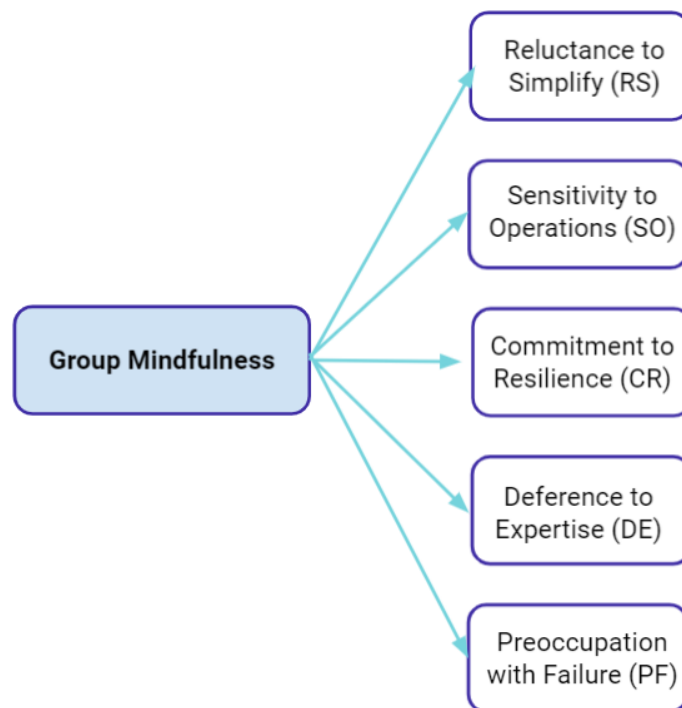 Reluctance to
Simplify (RS)
Sensitivity to
Operations (SO)
Group Mindfulness
Commitment to
Resilience (CR)
Deference to
Expertise (DE)
Preoccupation
with Failure (PF)